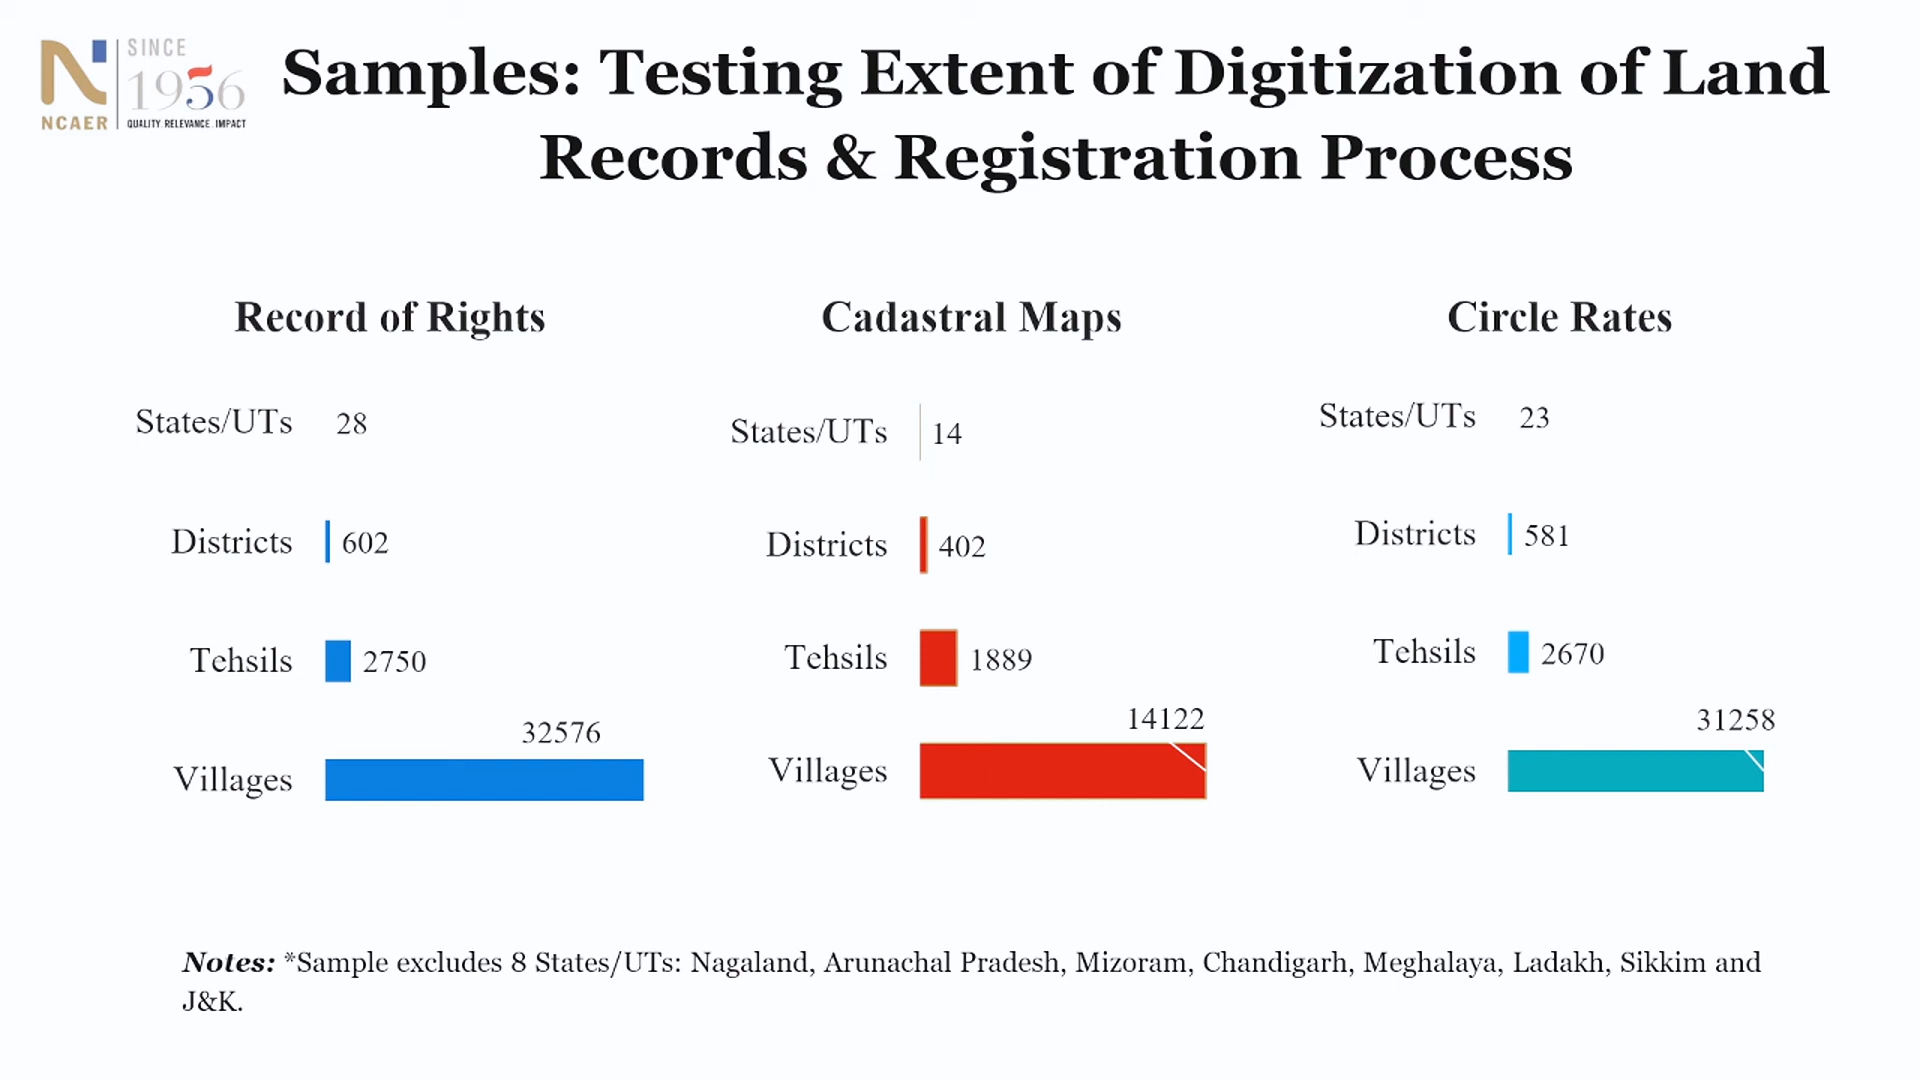 NCAER
SINCE
1956
QUALITY. RELEVANCE. IMPACT
Samples: Testing Extent of Digitization of Land
Records & Registration Process
Record of Rights
States/UTs 28
Districts 602
Tehsils 2750
32576
Villages
Cadastral Maps
States/UTs 14
Districts 402
Tehsils 1889
14122
Villages
Circle Rates
States/UTs 23
Districts 581
Tehsils 2670
31258
Villages
Notes: *Sample excludes 8 States/UTs: Nagaland, Arunachal Pradesh, Mizoram, Chandigarh, Meghalaya, Ladakh, Sikkim and
J&K.